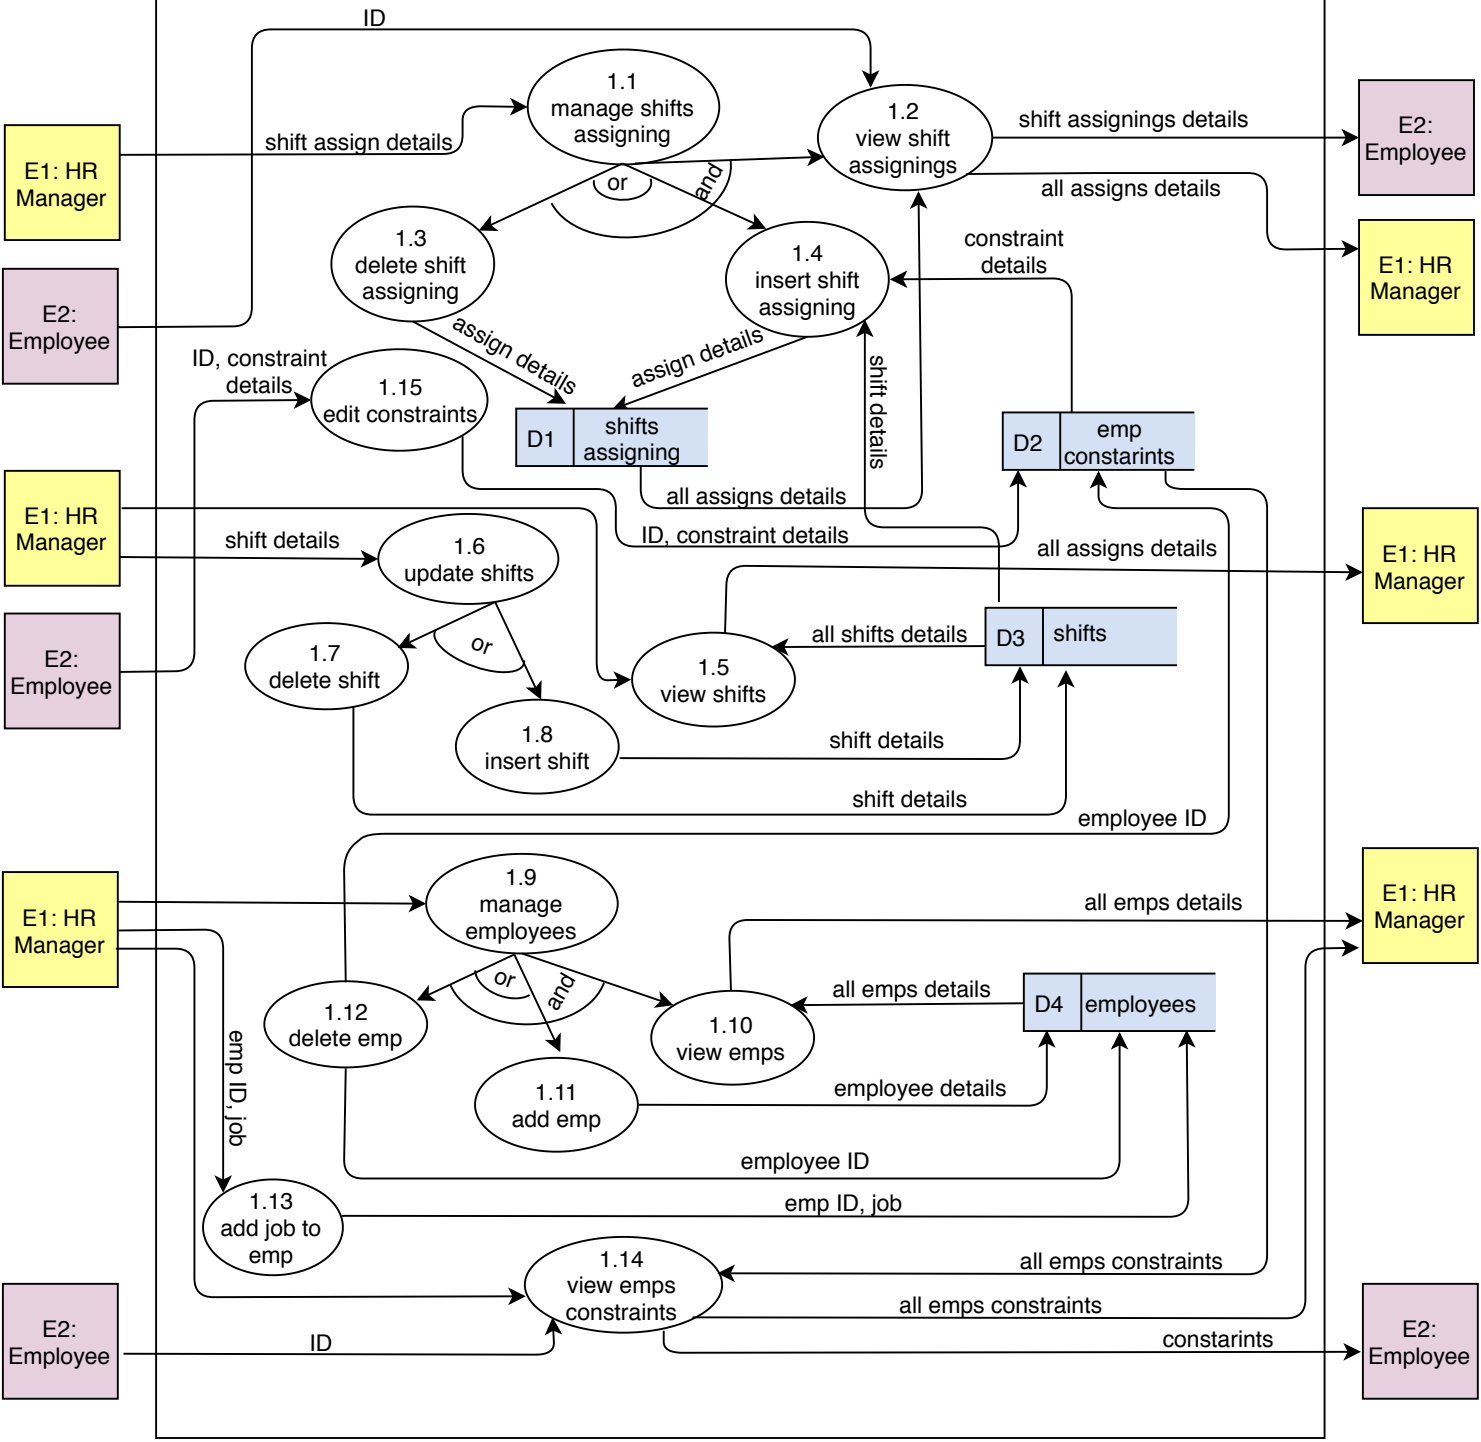 ID
1.1
manage shifts
assigning
shift assign details
E1: HR
Manager
or
and
1.2
view shift
assignings
shift assignings details
E2:
Employee
all assigns details
E1: HR
Manager
1.3
delete shift
assigning
1.4
insert shift
assigning
constraint
details
E2:
Employee
assign details
assign details
shift details
ID, constraint
details
1.15
edit constraints
D1
shifts
assigning
D2
emp
constarints
all assigns details
ID, constraint details
E1: HR
Manager
shift details
1.6
update shifts
all assigns details
E1: HR
Manager
or
1.7
delete shift
all shifts details
D3
shifts
E2:
Employee
1.5
view shifts
1.8
insert shift
shift details
shift details
employee ID
E1: HR
Manager
1.9
manage
employees
all emps details
E1: HR
Manager
or
and
1.12
delete emp
all emps details
D4
employees
1.10
view emps
emp ID, job
1.11
add emp
employee details
employee ID
1.13
add job to
emp
emp ID, job
1.14
view emps
constraints
all emps constraints
all emps constraints
E2:
Employee
ID
constarints
E2:
Employee